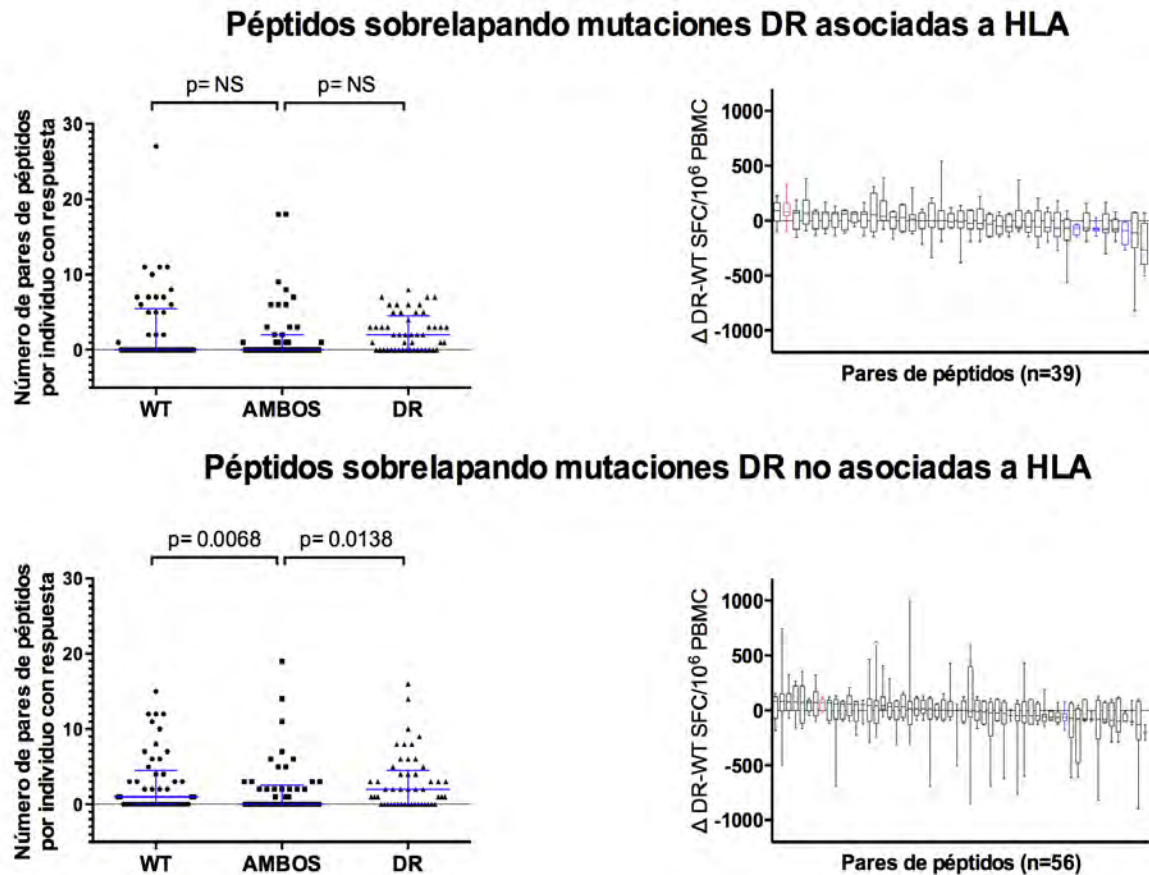 Péptidos sobrelapando mutaciones DR asociadas a HLA
p= NS
p= NS
Número de pares de péptidos
por individuo con respuesta
30
20
10
0
WT
AMBOS
DR
Δ DR-WT SFC/10⁶ PBMC
1000
500
0
-500
-1000
Pares de péptidos (n=39)
Péptidos sobrelapando mutaciones DR no asociadas a HLA
p= 0.0068
p= 0.0138
Número de pares de péptidos
por individuo con respuesta
30
20
10
0
WT
AMBOS
DR
Δ DR-WT SFC/10⁶ PBMC
1000
500
0
-500
-1000
Pares de péptidos (n=56)